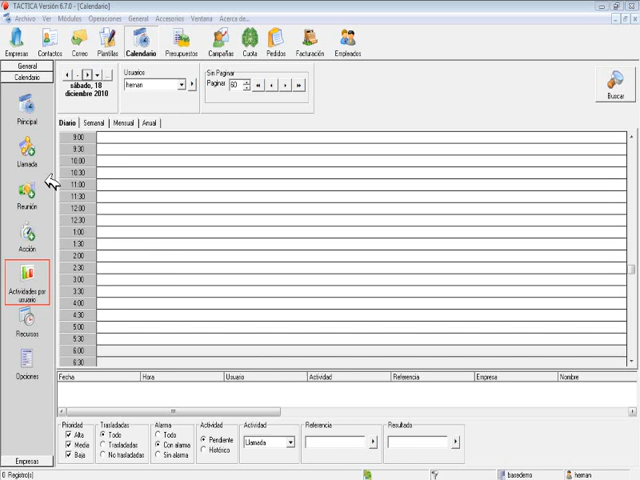 TACTICA Versión 6.7.0 - [Calendario]
Archivo Ver Módulos Operaciones General Accesorios Ventana Acerca de...
Empresas Contactos Correo Plantillas Calendario Presupuestos Campañas Cuota Pedidos Facturación Empleados
General
Calendario
Principal
Llamada
Reunión
Acción
Actividades por usuario
Recursos
Opciones
Empresas
sábado, 18
diciembre 2010
Usuarios
hernan
Sin Paginar
Paginar 60
Buscar
Diario Semanal Mensual Anual
9:00
9:30
10:00
10:30
11:00
11:30
12:00
12:30
1:00
1:30
2:00
2:30
3:00
3:30
4:00
4:30
5:00
5:30
6:00
6:30
Fecha Hora Usuario Actividad Referencia Empresa Nombre
Prioridad
Alta
Media
Baja
Trasladadas
Todo
Trasladadas
No trasladadas
Alarma
Todo
Con alarma
Sin alarma
Actividad
Pendiente
Histórico
Actividad
Llamada
Referencia
Resultado
0 Registro(s) basedemo hernan